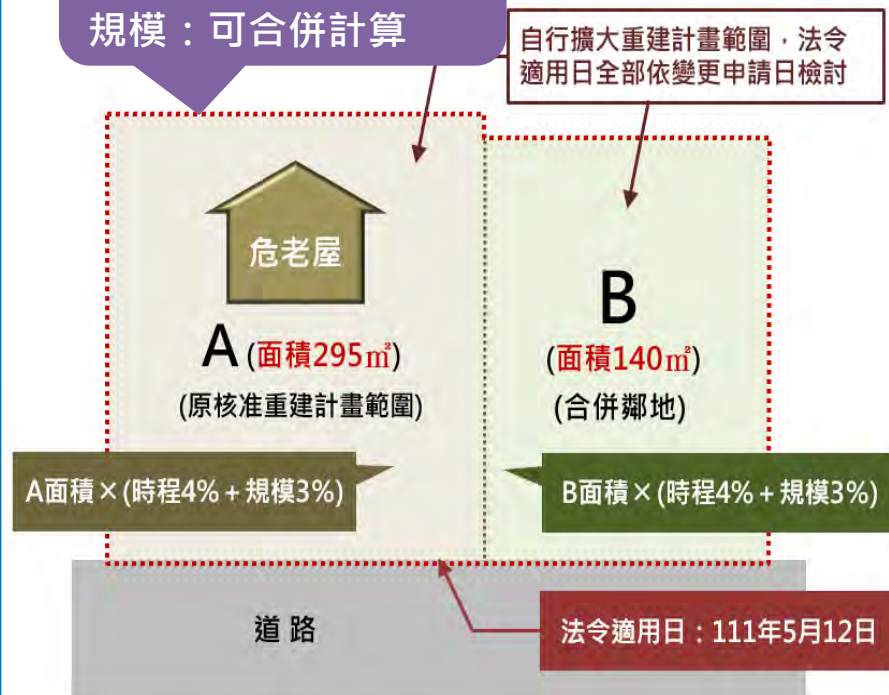 規模：可合併計算
自行擴大重建計畫範圍，法令
適用日全部依變更申請日檢討
危老屋
A (面積295㎡)
(原核准重建計畫範圍)
B
(面積140㎡)
(合併鄰地)
A面積×(時程4%+規模3%)
B面積×(時程4%+規模3%)
道路
法令適用日：111年5月12日